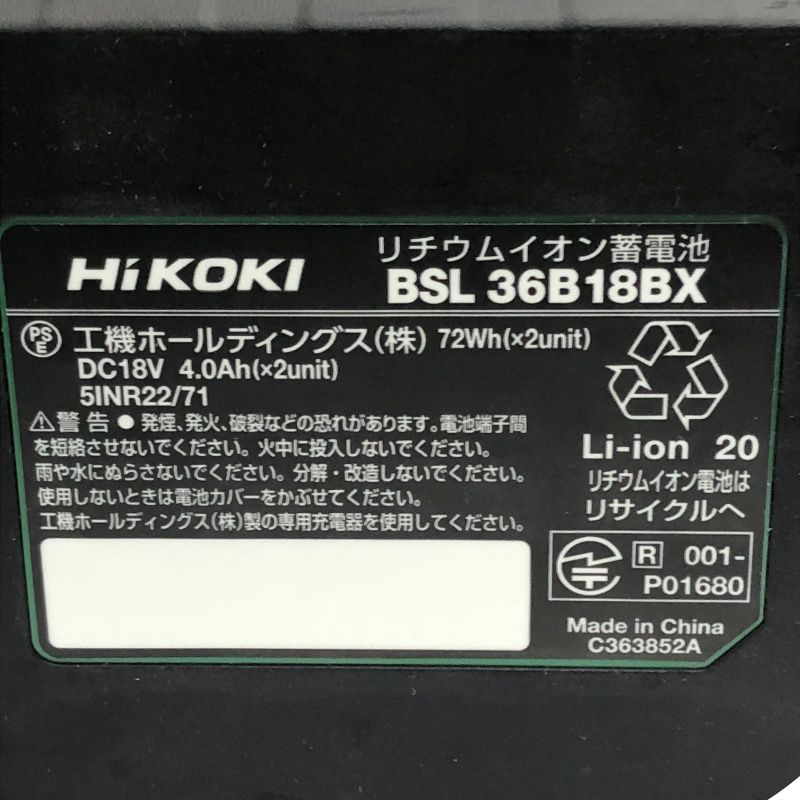 HiKOKI
リチウムイオン蓄電池
BSL 36B18BX
PS
E
工機ホールディングス(株) 72Wh(×2unit)
DC18V 4.0Ah(×2unit)
5INR22/71
⚠警告 ● 発煙、発火、破裂などの恐れがあります。電池端子間
を短絡させないでください。火中に投入しないでください。
雨や水にぬらさないでください。分解・改造しないでください。
使用しないときは電池カバーをかぶせてください。
工機ホールディングス(株)製の専用充電器を使用してください。
Li-ion 20
リチウムイオン電池は
リサイクルへ
R 001-
P01680
Made in China
C363852A